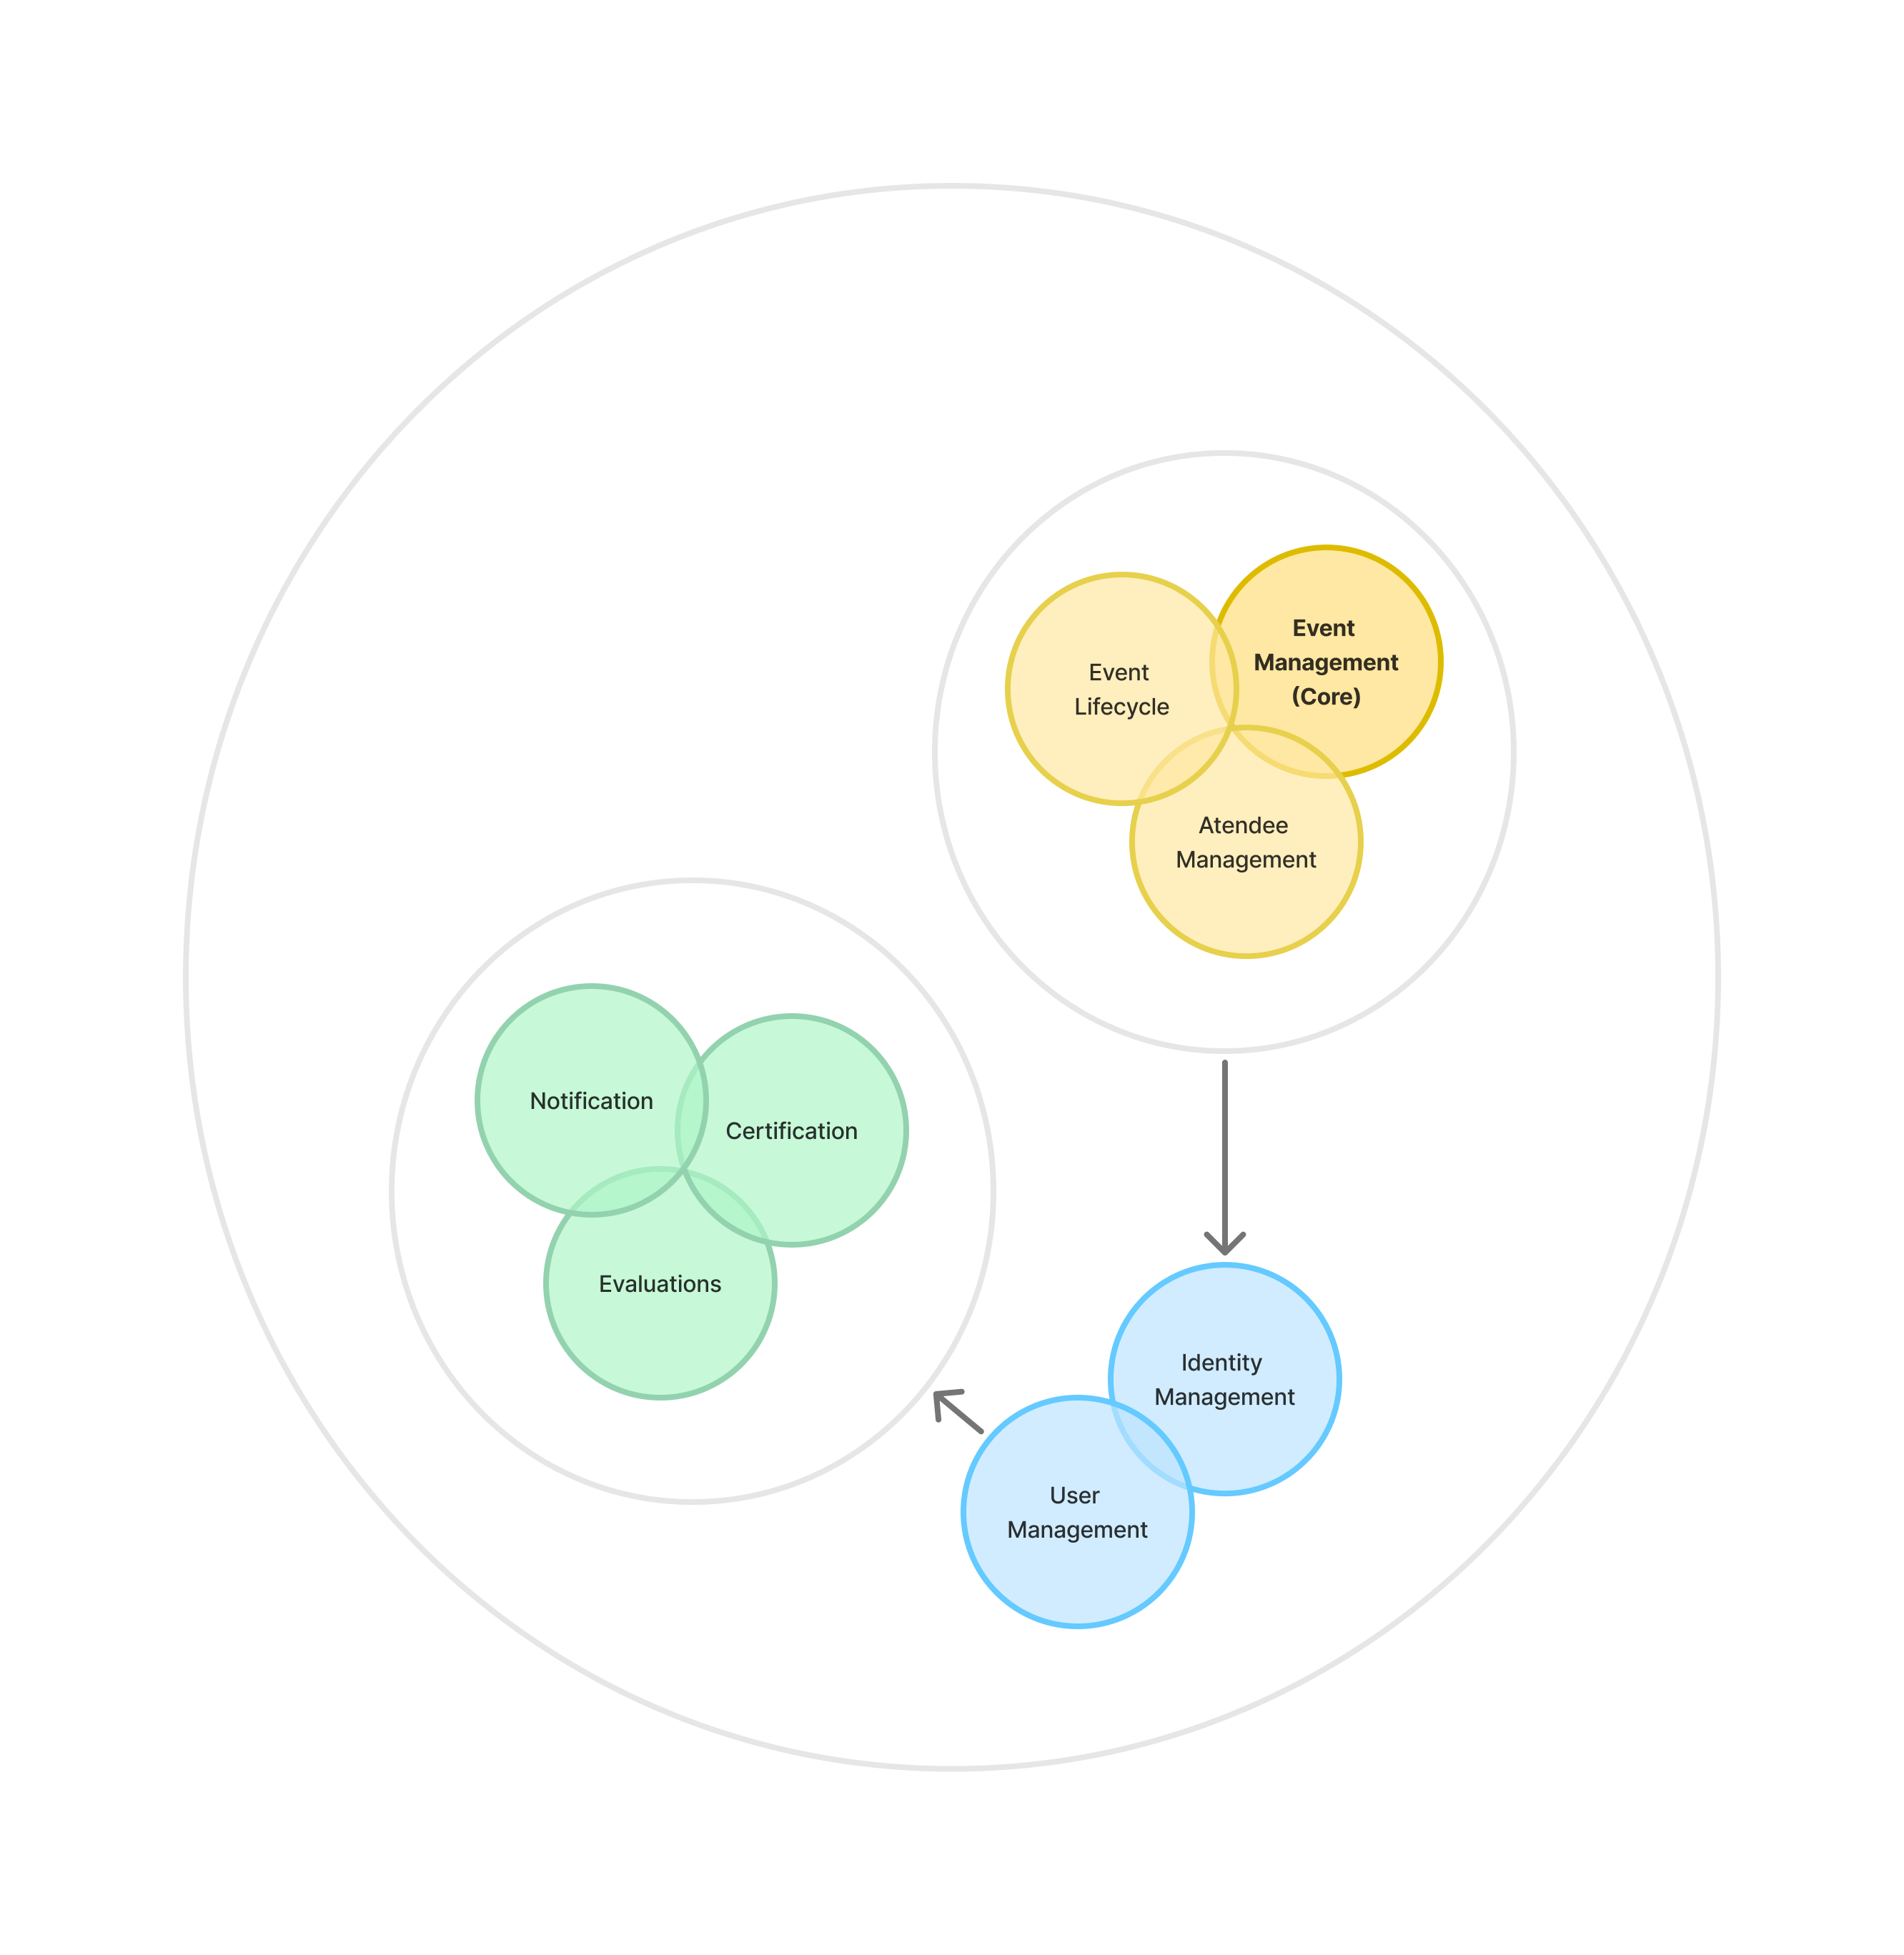 Event
Management
(Core)
Event
Lifecycle
Atendee
Management
Notification
Certification
Evaluations
Identity
Management
User
Management